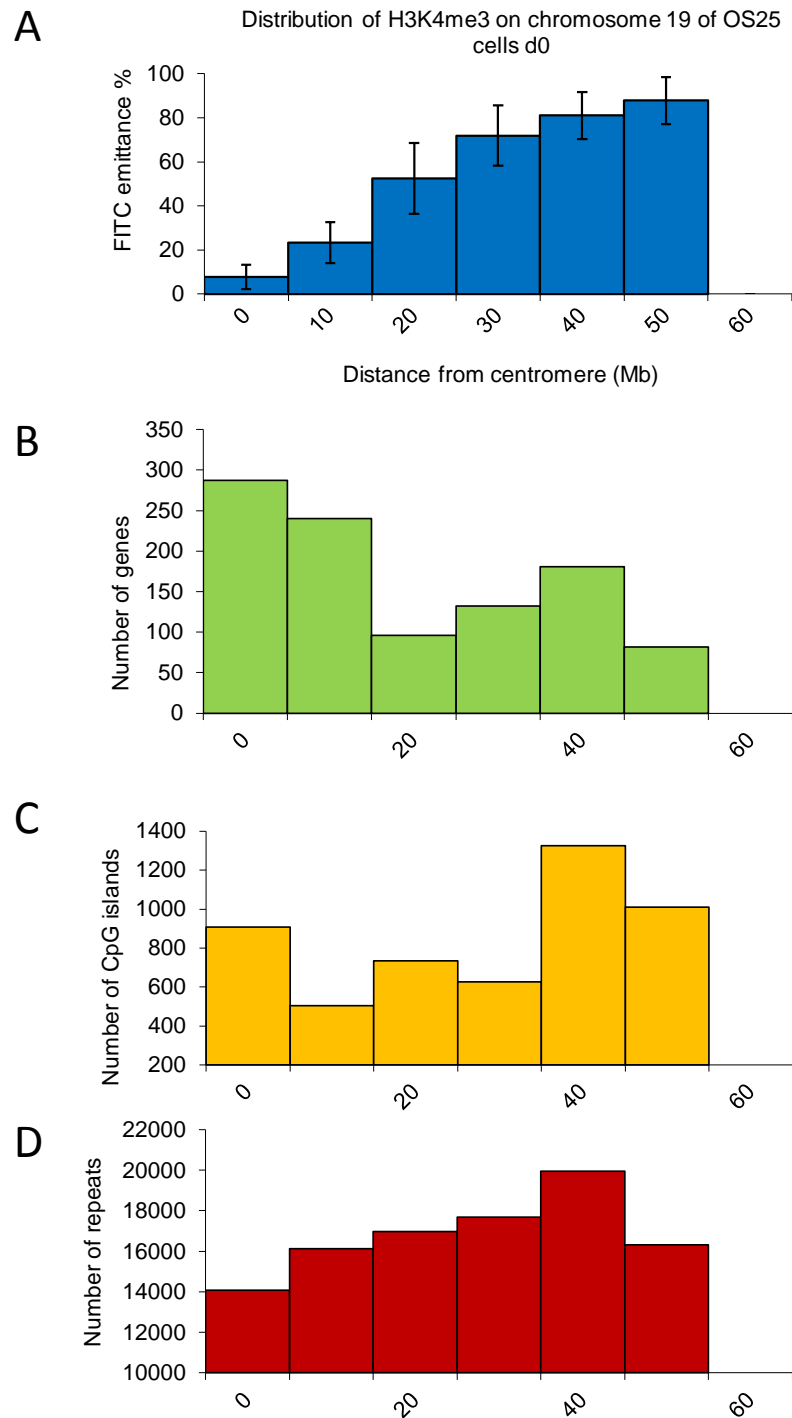 A
Distribution of H3K4me3 on chromosome 19 of OS25
cells d0
FITC emittance %
100
80
60
40
20
0
0 10 20 30 40 50 60
Distance from centromere (Mb)
B
Number of genes
350
300
250
200
150
100
50
0
0 20 40 60
C
Number of CpG islands
1400
1200
1000
800
600
400
200
0 20 40 60
D
Number of repeats
22000
20000
18000
16000
14000
12000
10000
0 20 40 60